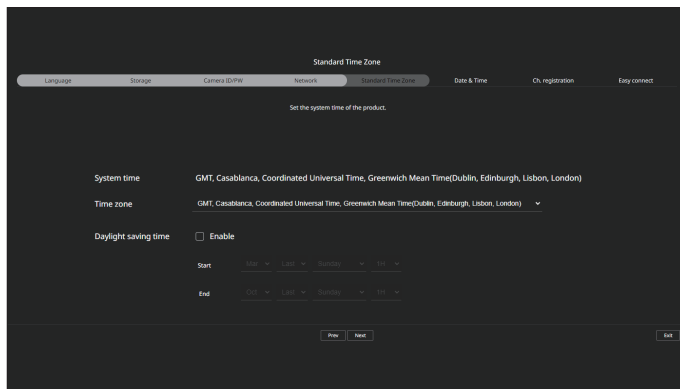 Standard Time Zone
Language Storage Camera ID/PW Network Standard Time Zone Date & Time Ch. registration Easy connect
Set the system time of the product.
System time GMT, Casablanca, Coordinated Universal Time, Greenwich Mean Time(Dublin, Edinburgh, Lisbon, London)
Time zone GMT, Casablanca, Coordinated Universal Time, Greenwich Mean Time(Dublin, Edinburgh, Lisbon, London)
Daylight saving time Enable
Start Mar Last Sunday 1H
End Oct Last Sunday 1H
Prev Next Exit